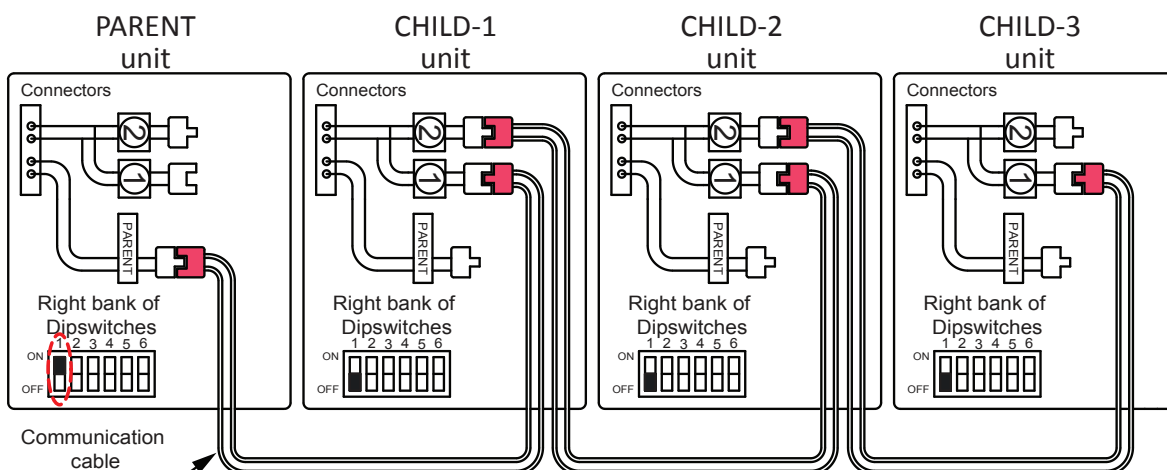 PARENT
unit
CHILD-1
unit
CHILD-2
unit
CHILD-3
unit
Connectors
2
1
PARENT
Right bank of
Dipswitches
1 2 3 4 5 6
ON
OFF
Connectors
2
1
PARENT
Right bank of
Dipswitches
1 2 3 4 5 6
ON
OFF
Connectors
2
1
PARENT
Right bank of
Dipswitches
1 2 3 4 5 6
ON
OFF
Connectors
2
1
PARENT
Right bank of
Dipswitches
1 2 3 4 5 6
ON
OFF
Communication
cable